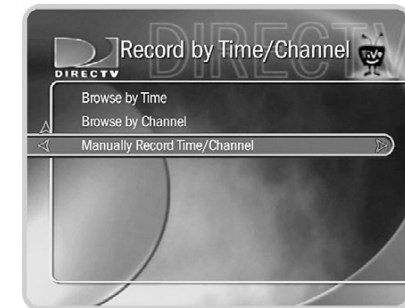 Record by Time/Channel
TiVo
DIRECTV
DIRECTV
Browse by Time
Browse by Channel
Manually Record Time/Channel